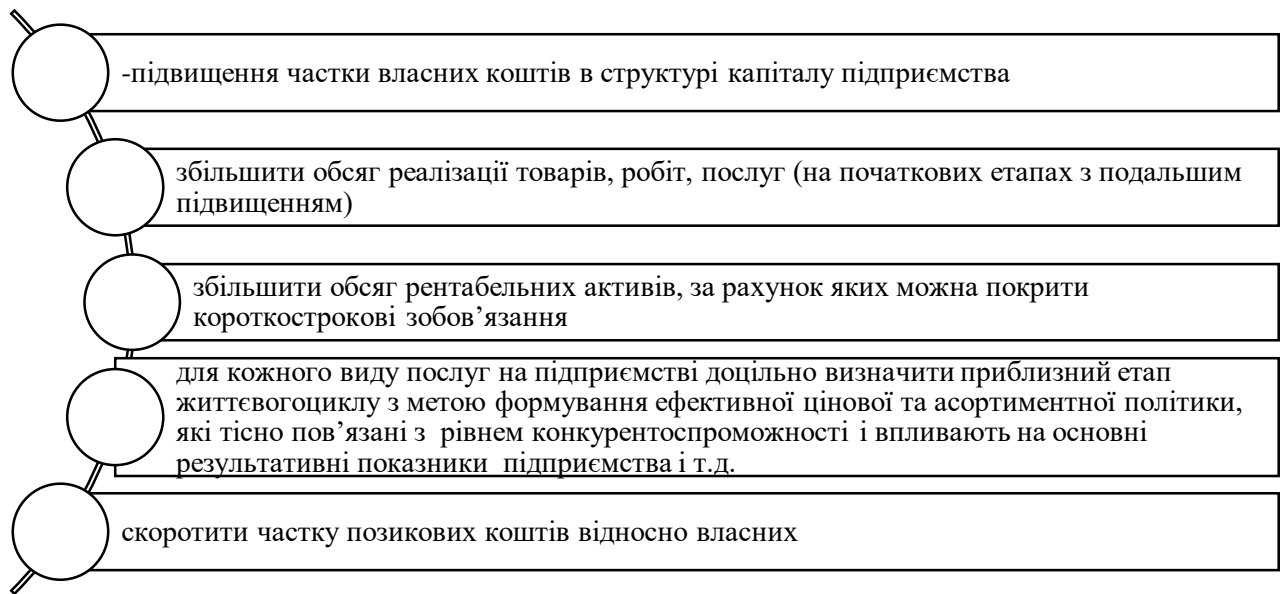 -підвищення частки власних коштів в структурі капіталу підприємства
збільшити обсяг реалізації товарів, робіт, послуг (на початкових етапах з подальшим
підвищенням)
збільшити обсяг рентабельних активів, за рахунок яких можна покрити
короткострокові зобов’язання
для кожного виду послуг на підприємстві доцільно визначити приблизний етап
життєвогоциклу з метою формування ефективної цінової та асортиментної політики,
які тісно пов’язані з рівнем конкурентоспроможності і впливають на основні
результативні показники підприємства і т.д.
скоротити частку позикових коштів відносно власних